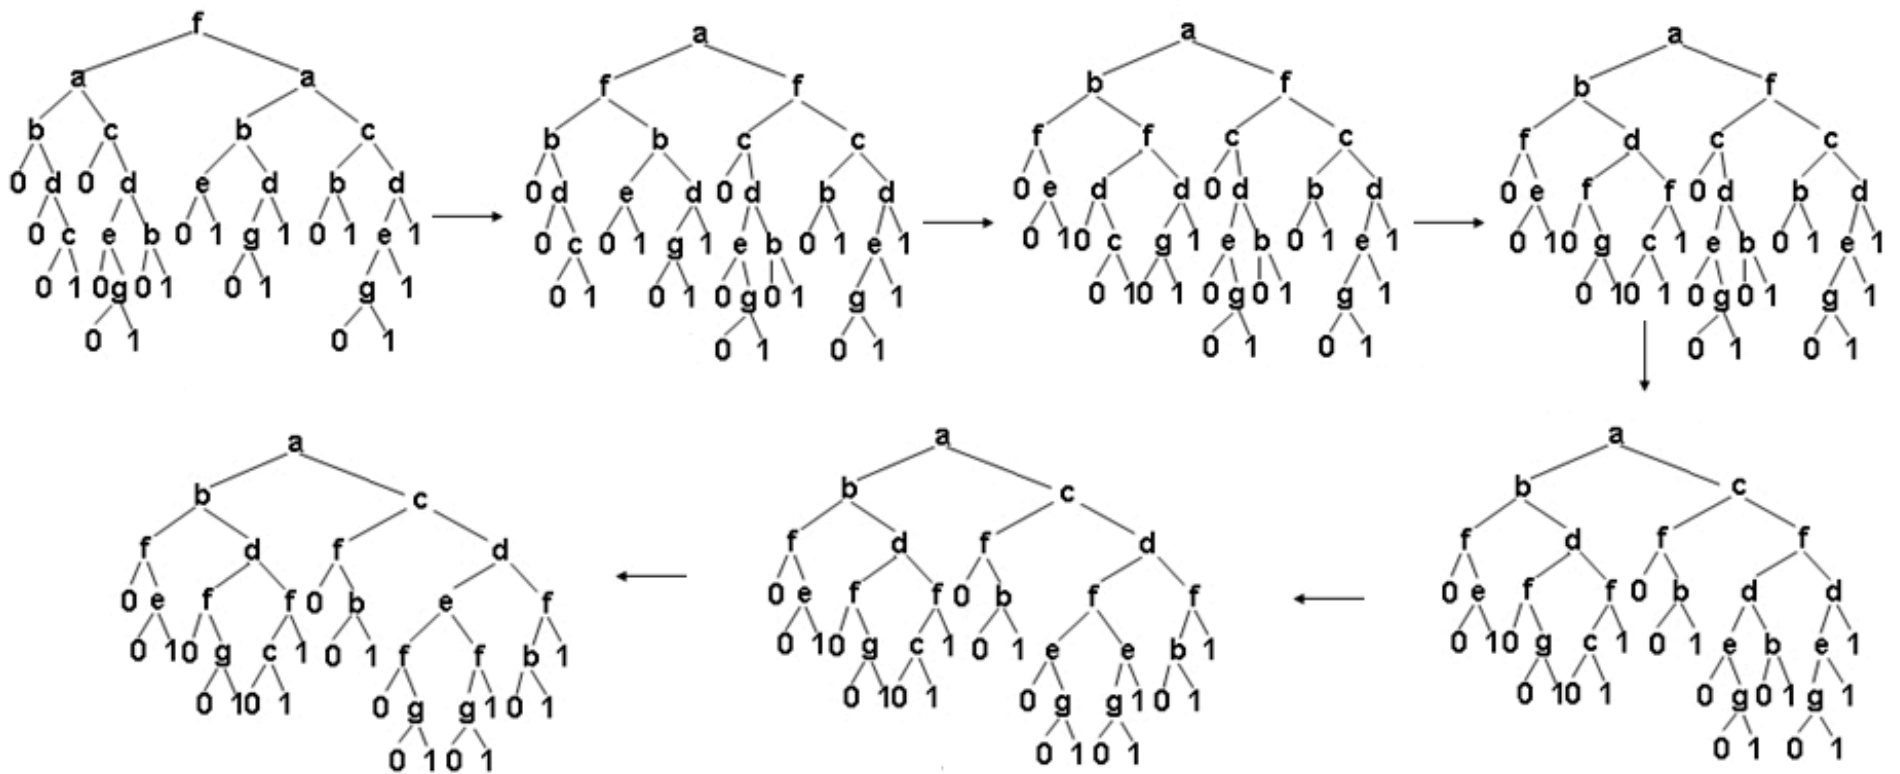 f
a a
b c b c
0 d 0 d e d b d
0 c e b 0 1 g 1 0 1 e 1
0 1 0 g 0 1 0 1 g 1
0 1 0 1
a
f f
b b c c
0 d e d 0 d b d
0 c 0 1 g 1 e b 0 1 e 1
0 1 0 1 0 g 0 1 g 1
0 1 0 1
a
b f
f f c c
0 e d d 0 d b d
0 1 0 c g 1 e b 0 1 e 1
0 1 0 1 0 g 0 1 g 1
0 1 0 1
a
b f
f d c c
0 e f f 0 d b d
0 1 0 g c 1 e b 0 1 e 1
0 1 0 1 0 g 0 1 g 1
0 1 0 1
a
b c
f d f d
0 e f f 0 b e f
0 1 0 g c 1 0 1 f f b 1
0 1 0 1 0 g g 1 0 1
0 1 0 1
a
b c
f d f d
0 e f f 0 b f f
0 1 0 g c 1 0 1 e e b 1
0 1 0 1 0 g g 1 0 1
0 1 0 1
a
b c
f d f f
0 e f f 0 b d d
0 1 0 g c 1 0 1 e b e 1
0 1 0 1 0 g 0 1 g 1
0 1 0 1